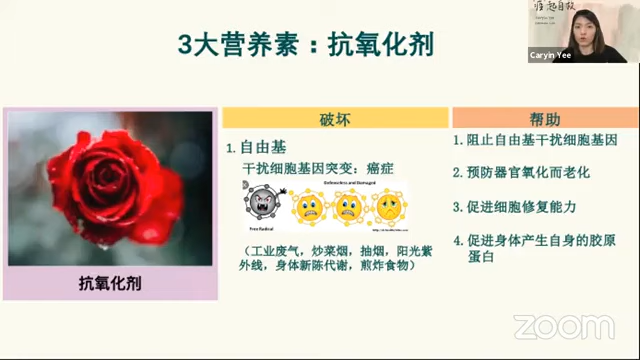 3大营养素：抗氧化剂
Caryin Yee
破坏
帮助
抗氧化剂
1. 自由基
干扰细胞基因突变：癌症
Defenseless and Damaged
Free Radical
（工业废气，炒菜烟，抽烟，阳光紫
外线，身体新陈代谢，煎炸食物）
1. 阻止自由基干扰细胞基因
2. 预防器官氧化而老化
3. 促进细胞修复能力
4. 促进身体产生自身的胶原
蛋白
zoom